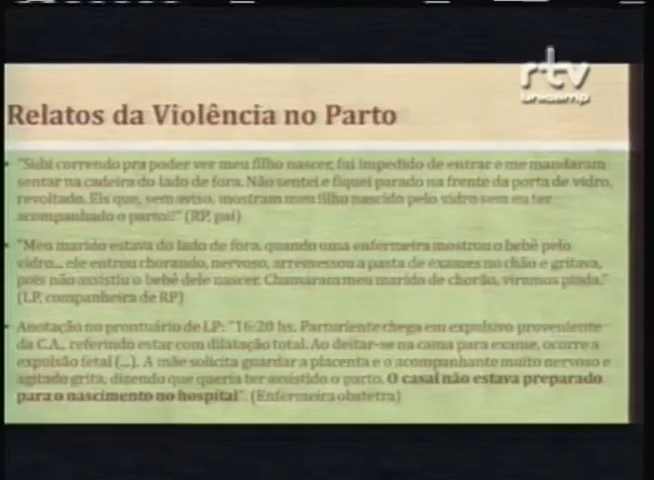 rtv
unicamp
Relatos da Violência no Parto
• "Subi correndo pra poder ver meu filho nascer, fui impedido de entrar e me mandaram
sentar na cadeira do lado de fora. Não sentei e fiquei parado na frente da porta de vidro,
revoltado. Eis que, sem aviso, mostram meu filho nascido pelo vidro sem eu ter
acompanhado o parto!" (RP, pai)
• "Meu marido estava do lado de fora, quando uma enfermeira mostrou o bebê pelo
vidro... ele entrou chorando, nervoso, arremessou a pasta de exames no chão e gritava,
pois não assistiu o bebê dele nascer. Chamaram meu marido de chorão, viramos piada."
(LP, companheira de RP)
• Anotação no prontuário de LP: "16:20 hs. Parturiente chega em expulsivo proveniente
da C.A., referindo estar com dilatação total. Ao deitar-se na cama para exame, ocorre a
expulsão fetal (...). A mãe solicita guardar a placenta e o acompanhante muito nervoso e
agitado grita, dizendo que queria ter assistido o parto. O casal não estava preparado
para o nascimento no hospital". (Enfermeira obstetra)